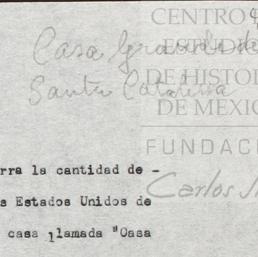 CENTRO
Casa Grande de
ESTUDIOS
DE HISTORIA
Santa Catarina
DE MEXICO
FUNDAC
Carlos
rra la cantidad de -
s Estados Unidos de
casa llamada "Casa